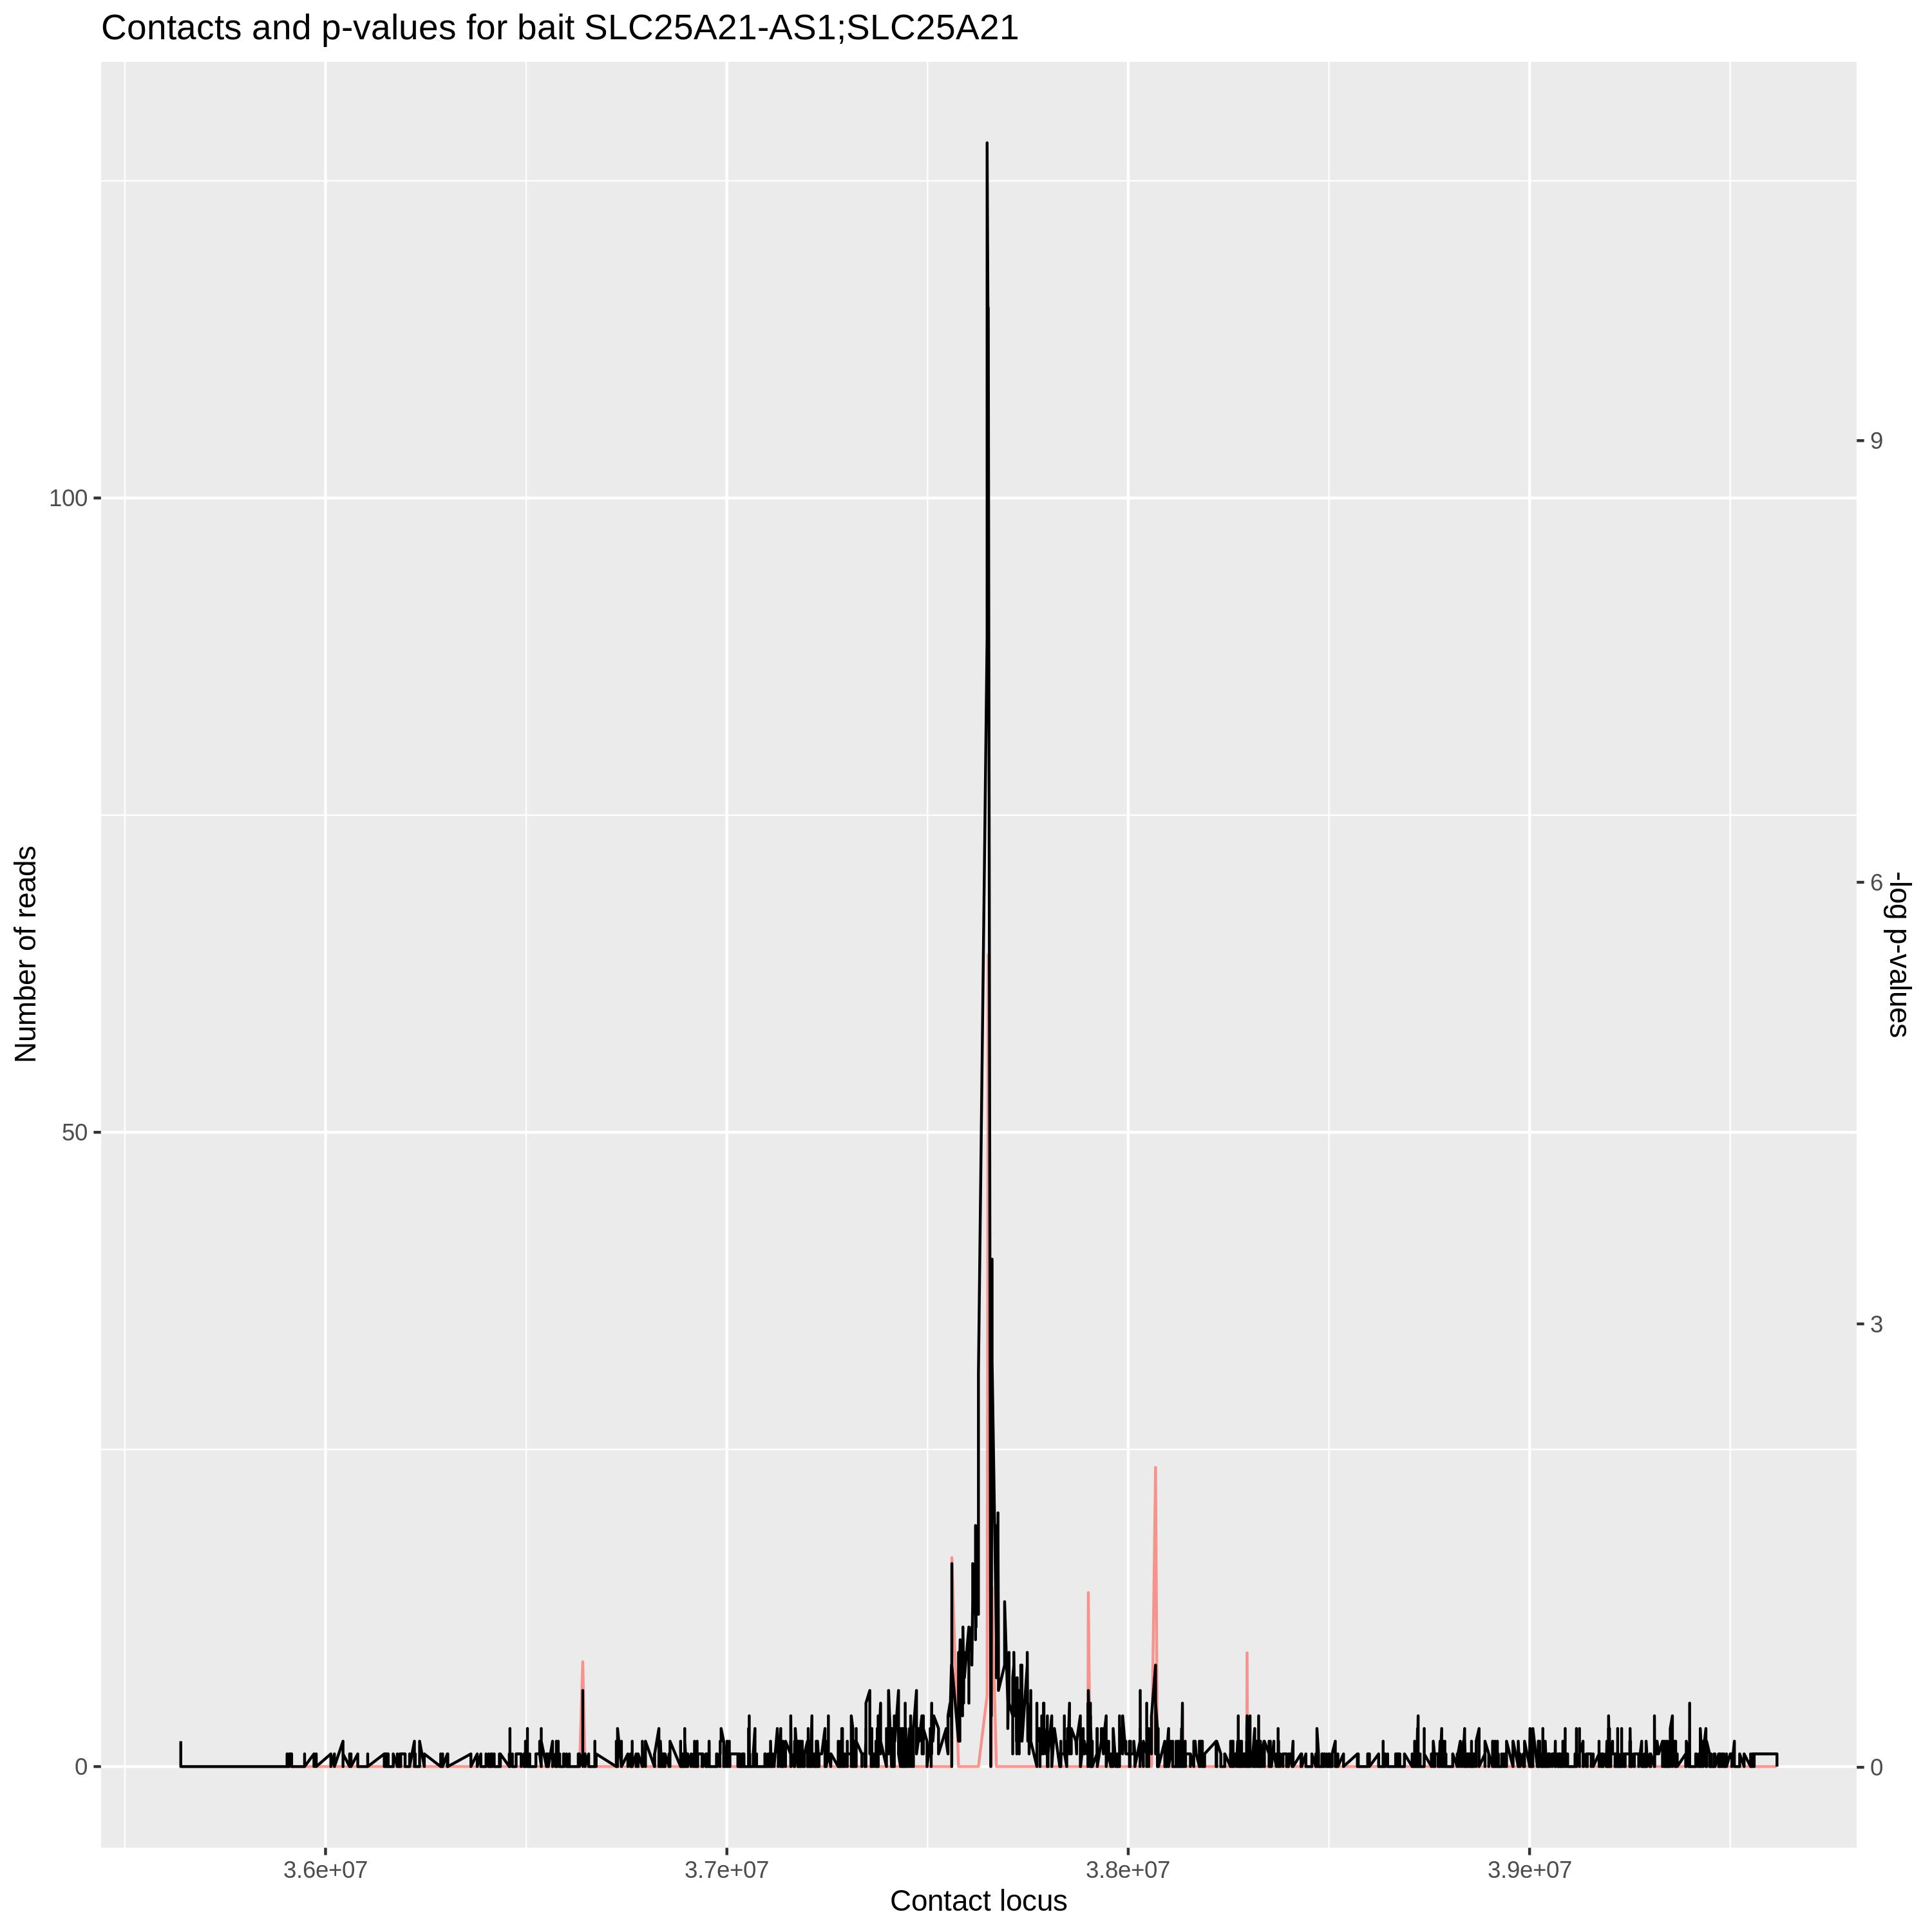 Contacts and p-values for bait SLC25A21-AS1;SLC25A21
Number of reads
100
50
0
9
6
3
0
-log p-values
3.6e+07
3.7e+07
3.8e+07
3.9e+07
Contact locus